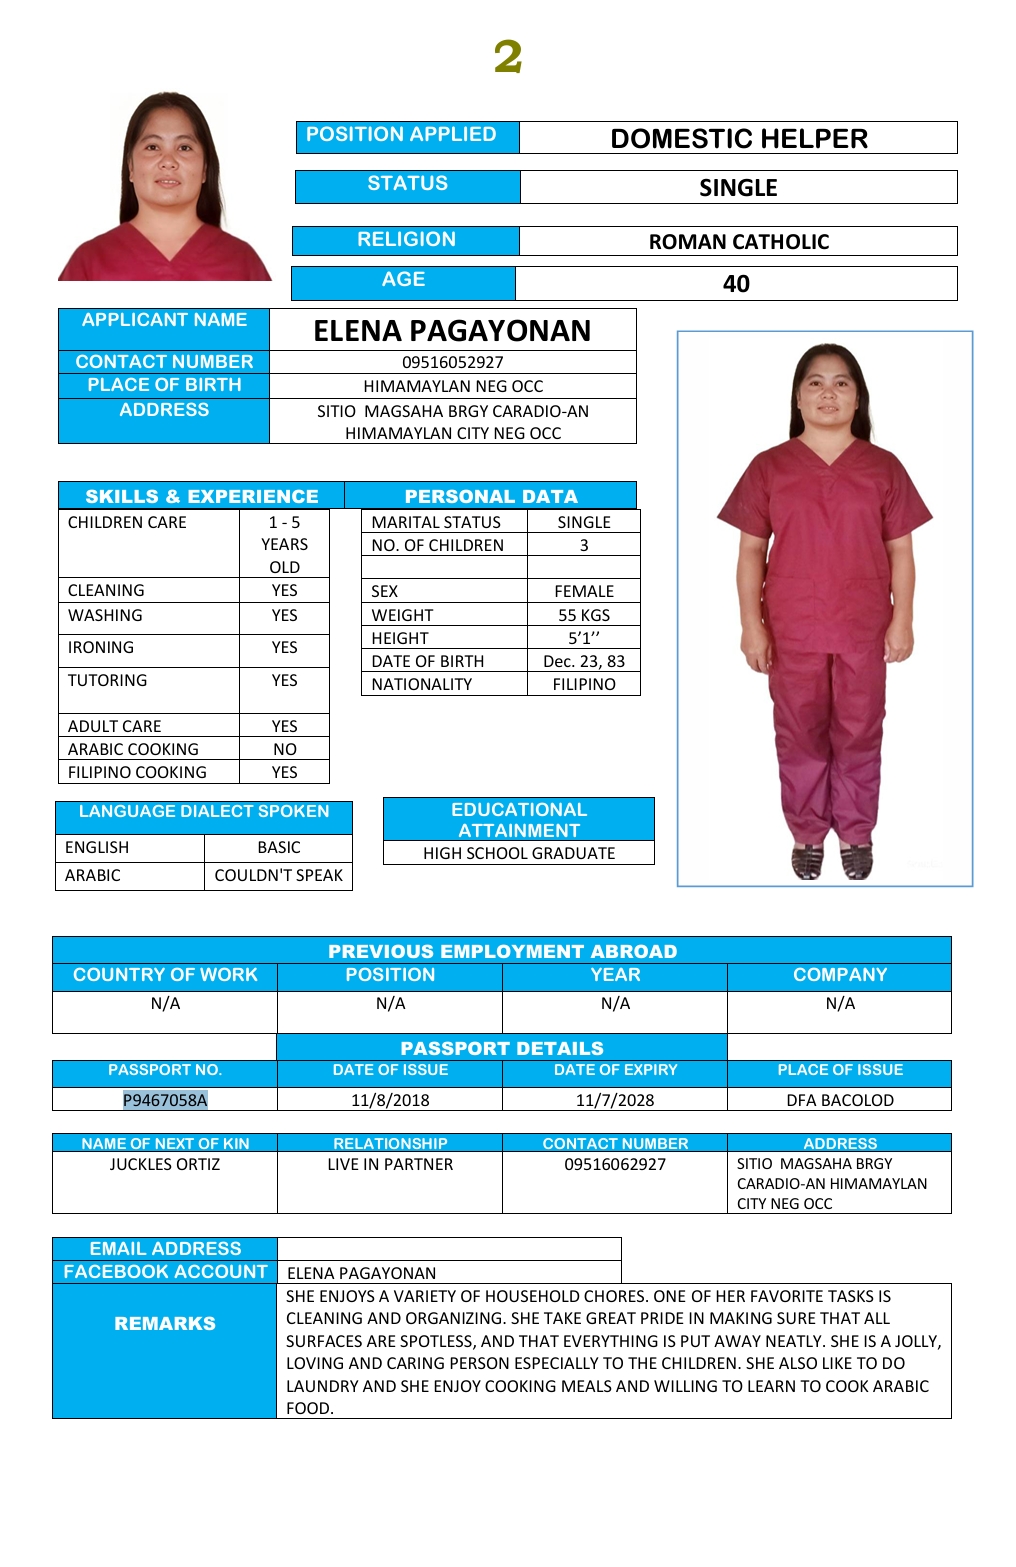 2
POSITION APPLIED DOMESTIC HELPER
STATUS SINGLE
RELIGION ROMAN CATHOLIC
AGE 40
APPLICANT NAME ELENA PAGAYONAN
CONTACT NUMBER 09516052927
PLACE OF BIRTH HIMAMAYLAN NEG OCC
ADDRESS SITIO MAGSAHA BRGY CARADIO-AN
HIMAMAYLAN CITY NEG OCC
SKILLS & EXPERIENCE
CHILDREN CARE 1 - 5
YEARS
OLD
CLEANING YES
WASHING YES
IRONING YES
TUTORING YES
ADULT CARE YES
ARABIC COOKING NO
FILIPINO COOKING YES
PERSONAL DATA
MARITAL STATUS SINGLE
NO. OF CHILDREN 3
SEX FEMALE
WEIGHT 55 KGS
HEIGHT 5’1’’
DATE OF BIRTH Dec. 23, 83
NATIONALITY FILIPINO
LANGUAGE DIALECT SPOKEN
ENGLISH BASIC
ARABIC COULDN'T SPEAK
EDUCATIONAL
ATTAINMENT
HIGH SCHOOL GRADUATE
PREVIOUS EMPLOYMENT ABROAD
COUNTRY OF WORK POSITION YEAR COMPANY
N/A N/A N/A N/A
PASSPORT DETAILS
PASSPORT NO. DATE OF ISSUE DATE OF EXPIRY PLACE OF ISSUE
P9467058A 11/8/2018 11/7/2028 DFA BACOLOD
NAME OF NEXT OF KIN RELATIONSHIP CONTACT NUMBER ADDRESS
JUCKLES ORTIZ LIVE IN PARTNER 09516062927 SITIO MAGSAHA BRGY
CARADIO-AN HIMAMAYLAN
CITY NEG OCC
EMAIL ADDRESS
FACEBOOK ACCOUNT ELENA PAGAYONAN
REMARKS
SHE ENJOYS A VARIETY OF HOUSEHOLD CHORES. ONE OF HER FAVORITE TASKS IS
CLEANING AND ORGANIZING. SHE TAKE GREAT PRIDE IN MAKING SURE THAT ALL
SURFACES ARE SPOTLESS, AND THAT EVERYTHING IS PUT AWAY NEATLY. SHE IS A JOLLY,
LOVING AND CARING PERSON ESPECIALLY TO THE CHILDREN. SHE ALSO LIKE TO DO
LAUNDRY AND SHE ENJOY COOKING MEALS AND WILLING TO LEARN TO COOK ARABIC
FOOD.